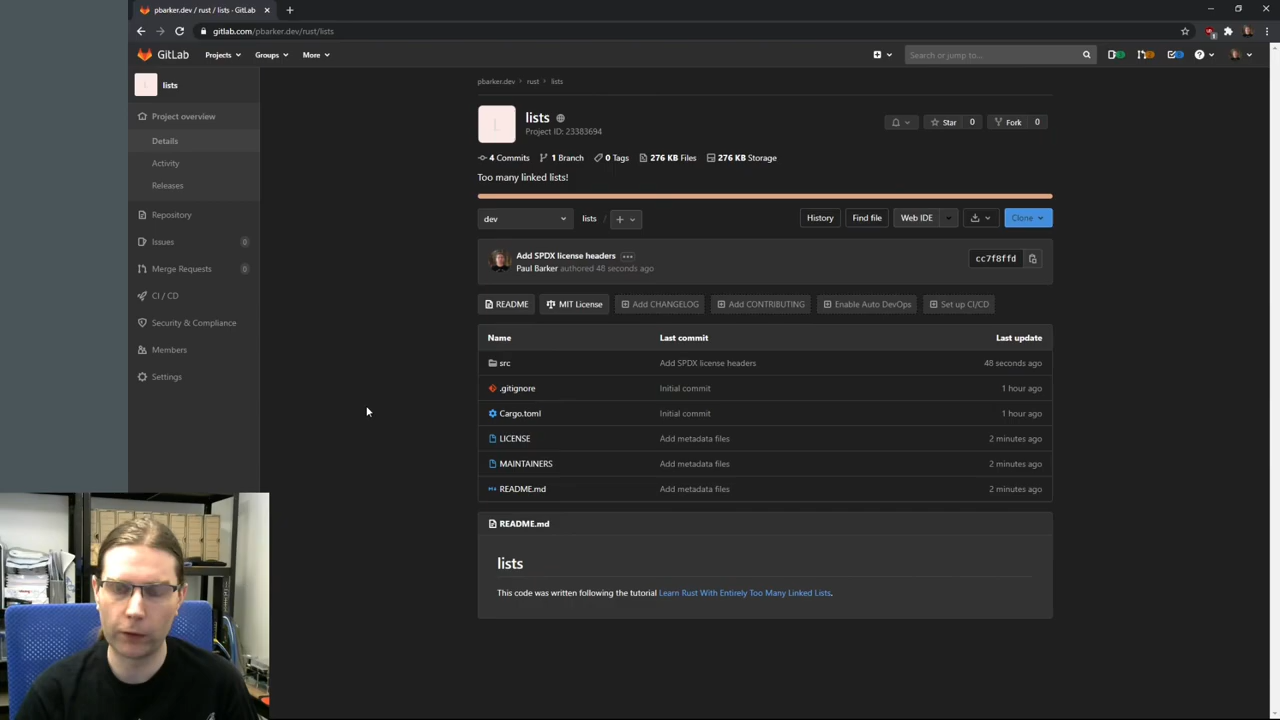 pbarker.dev / rust / lists · GitLab
gitlab.com/pbarker.dev/rust/lists
GitLab Projects Groups More Search or jump to...
L lists
Project overview
Details
Activity
Releases
Repository
Issues 0
Merge Requests 0
CI / CD
Security & Compliance
Members
Settings
pbarker.dev rust lists
L
lists
Project ID: 23383694
Star 0 Fork 0
4 Commits 1 Branch 0 Tags 276 KB Files 276 KB Storage
Too many linked lists!
dev lists / + History Find file Web IDE Clone
Add SPDX license headers
Paul Barker authored 48 seconds ago
cc7f8ffd
README MIT License Add CHANGELOG Add CONTRIBUTING Enable Auto DevOps Set up CI/CD
Name Last commit Last update
src Add SPDX license headers 48 seconds ago
.gitignore Initial commit 1 hour ago
Cargo.toml Initial commit 1 hour ago
LICENSE Add metadata files 2 minutes ago
MAINTAINERS Add metadata files 2 minutes ago
README.md Add metadata files 2 minutes ago
README.md
lists
This code was written following the tutorial Learn Rust With Entirely Too Many Linked Lists.